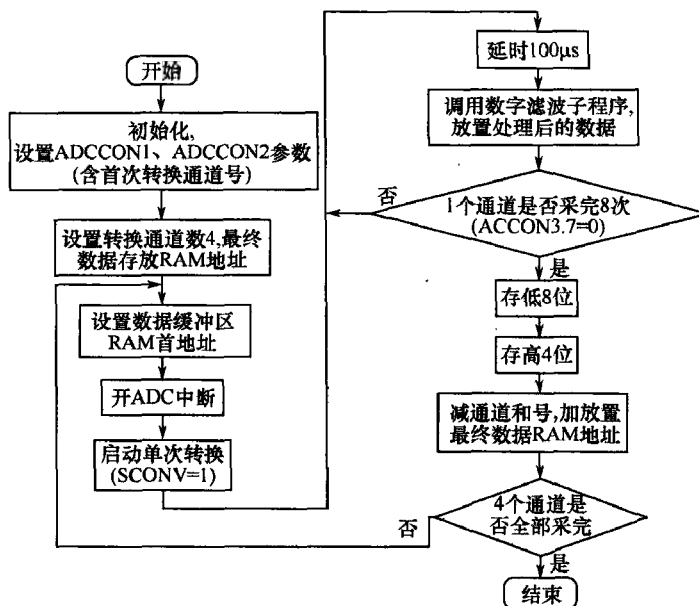 开始
初始化,
设置ADCCON1、ADCCON2参数
(含首次转换通道号)
设置转换通道数4,最终
数据存放RAM地址
设置数据缓冲区
RAM首地址
开ADC中断
启动单次转换
(SCONV=1)
延时100μs
调用数字滤波子程序,
放置处理后的数据
否
1个通道是否采完8次
(ACCON3.7=0)
是
存低8位
存高4位
减通道和号,加放置
最终数据RAM地址
否
4个通道是
否全部采完
是
结束